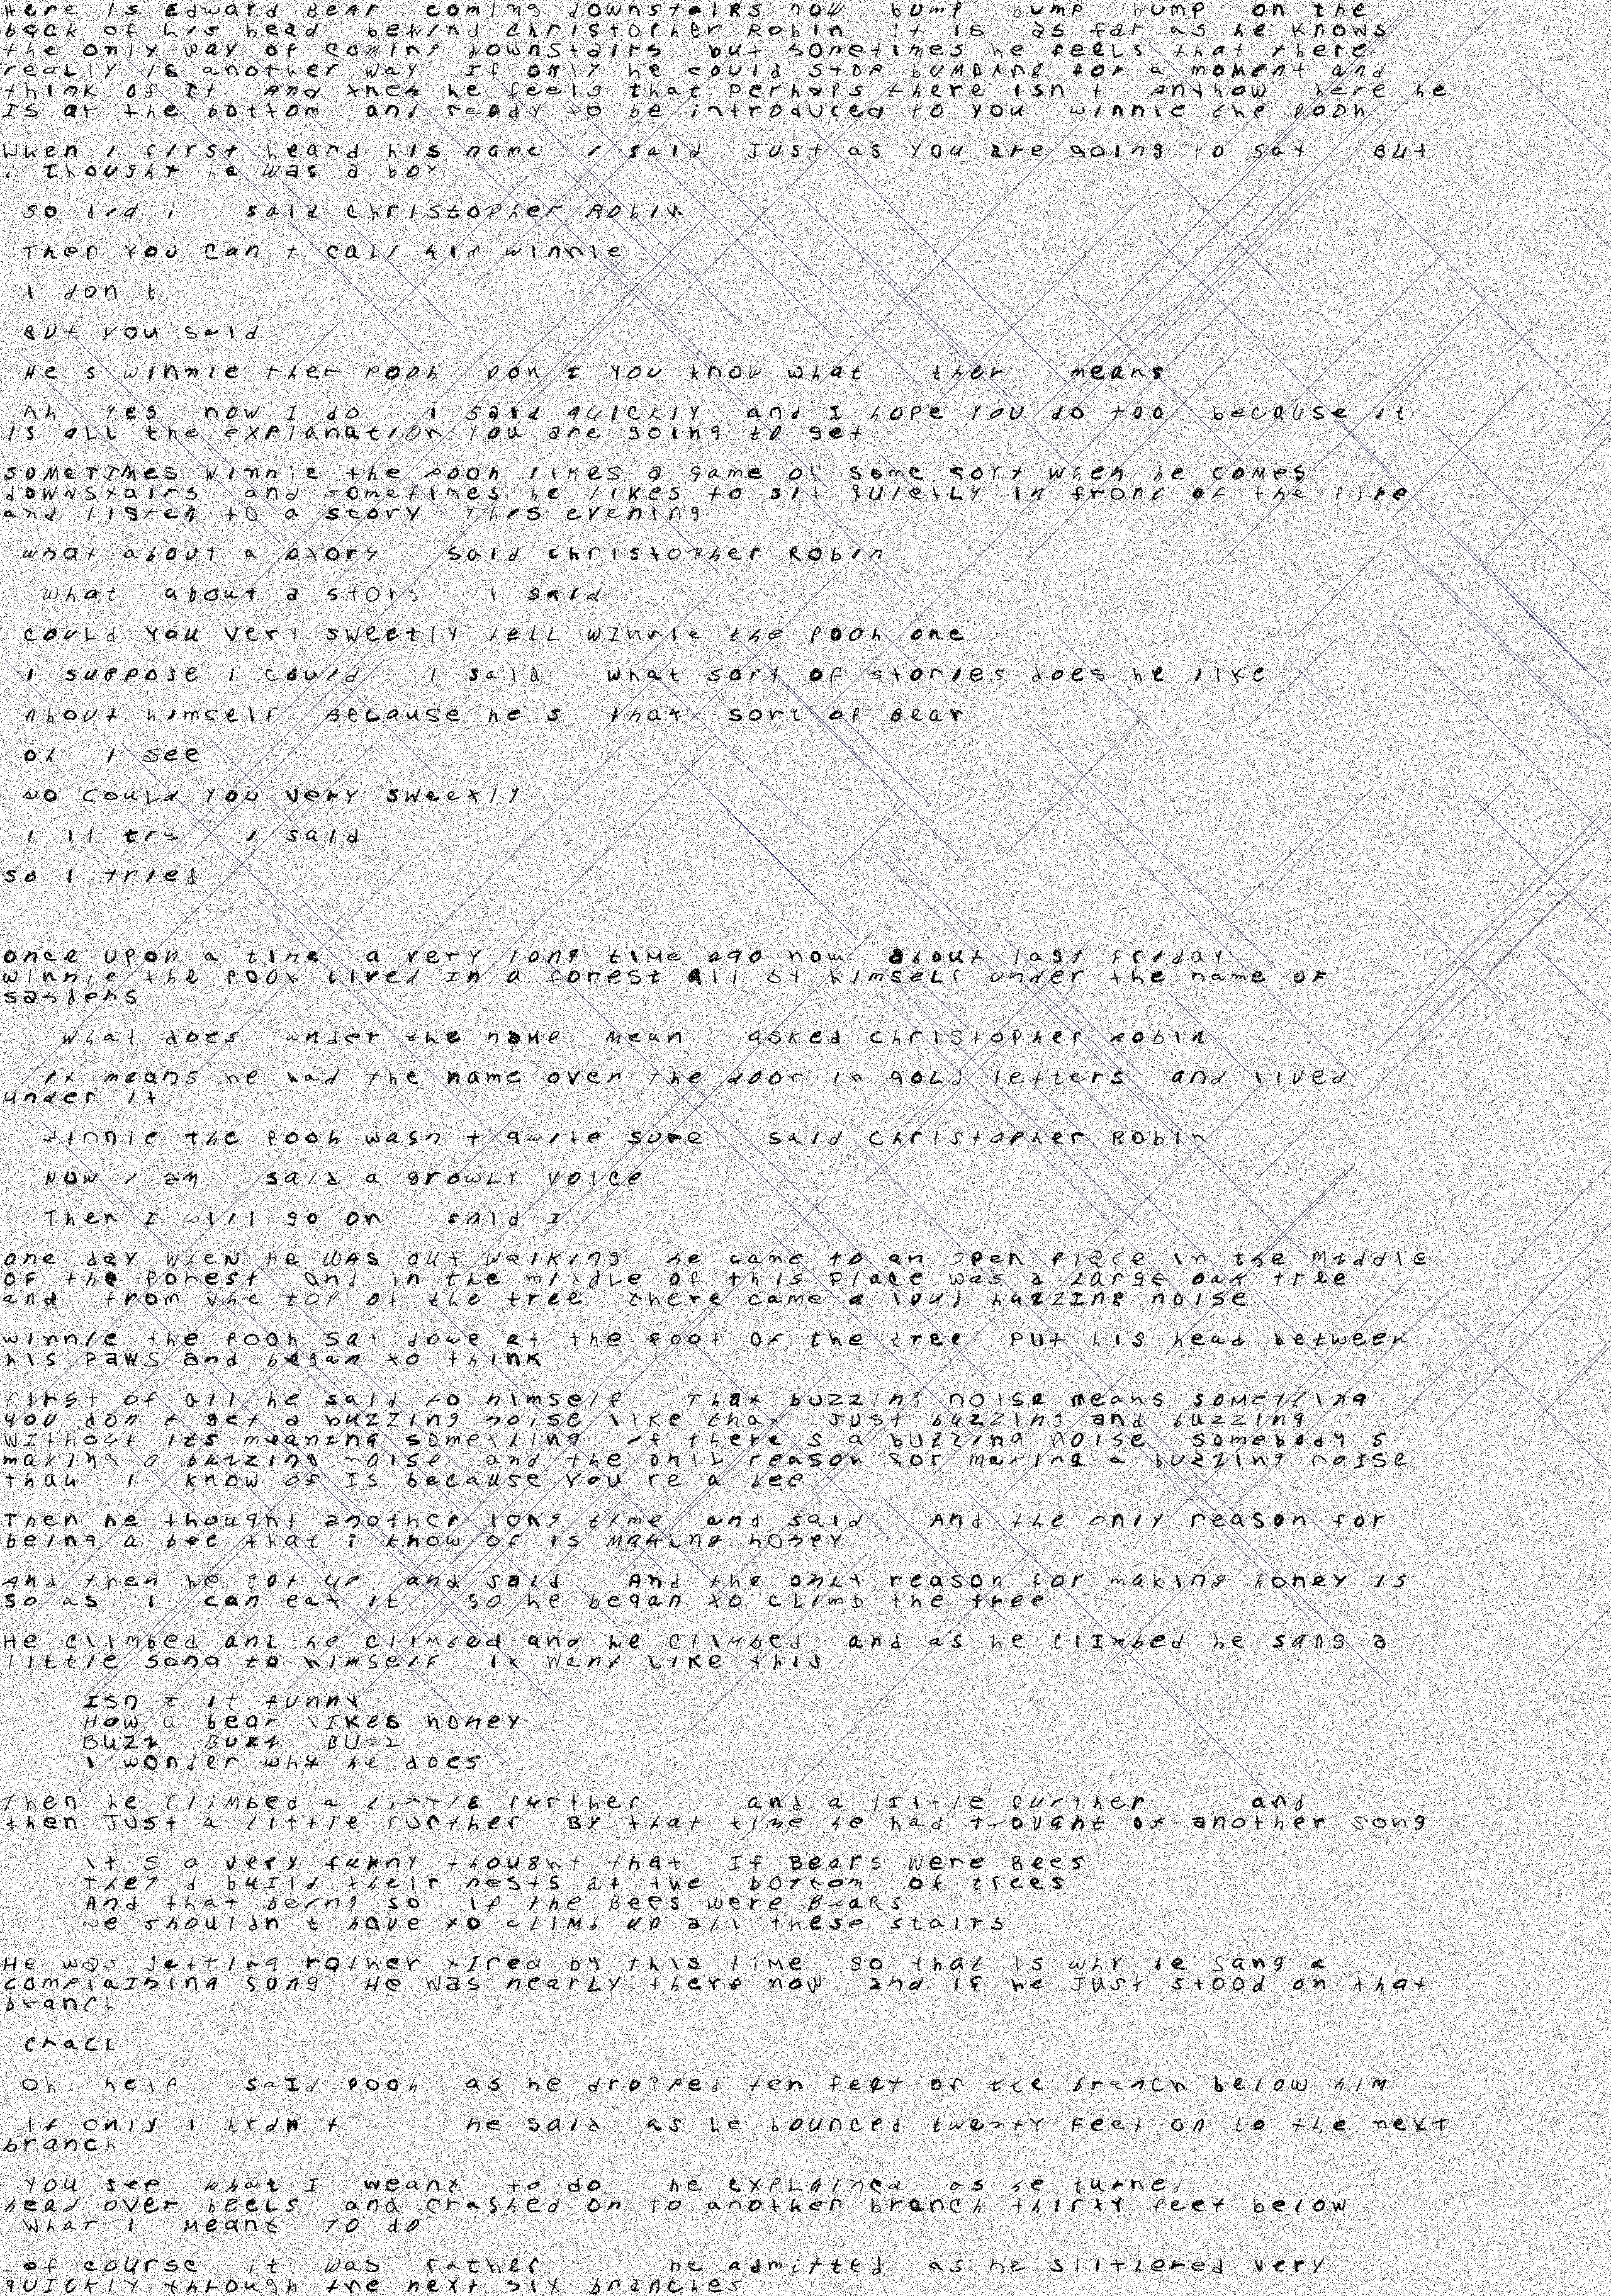 Here is Edward Bear coming downstairs now bump bump bump on the
back of his head behind Christopher Robin it is as far as he knows
the only way of coming downstairs but sometimes he feels that there
really is another way if only he could stop bumping for a moment and
think of it And then he feels that perhaps there isn t Anyhow here he
is at the bottom and ready to be introduced to you winnie the Pooh
When I first heard his name I said just as you are going to say But
I thought he was a boy
So did I said Christopher Robin
Then you can t call him Winnie
I don t
But you said
He s Winnie ther Pooh Don t you know what ther means
Ah yes now I do I said quickly and I hope you do too because it
is all the explanation you are going to get
Sometimes Winnie the Pooh likes a game of some sort when he comes
downstairs and sometimes he likes to sit quietly in front of the fire
and listen to a story This evening
What about a story said Christopher Robin
what about a story I said
Could you very sweetly tell Winnie the Pooh one
I suppose I could I said What sort of stories does he like
About himself Because he s that sort of Bear
Oh I see
So could you very sweetly
I ll try I said
So I tried
Once upon a time a very long time ago now about last Friday
Winnie the Pooh lived in a forest all by himself under the name of
Sanders
What does under the name mean asked Christopher Robin
It means he had the name over the door in gold letters and lived
under it
Winnie the Pooh wasn t quite sure said Christopher Robin
Now I am said a growly voice
Then I will go on said I
One day when he was out walking he came to an open place in the middle
of the forest and in the middle of this place was a large oak tree
and from the top of the tree there came a loud buzzing noise
Winnie the Pooh sat down at the foot of the tree put his head between
his paws and began to think
First of all he said to himself That buzzing noise means something
You don t get a buzzing noise like that just buzzing and buzzing
without its meaning something If there s a buzzing noise somebody s
making a buzzing noise and the only reason for making a buzzing noise
that I know of is because you re a bee
Then he thought another long time and said And the only reason for
being a bee that I know of is making honey
And then he got up and said And the only reason for making honey is
so as I can eat it So he began to climb the tree
He climbed and he climbed and he climbed and as he climbed he sang a
little song to himself It went like this
Isn t it funny
How a bear likes honey
Buzz Buzz Buzz
I wonder why he does
Then he climbed a little further and a little further and
then just a little further By that time he had thought of another song
It s a very funny thought that if Bears were Bees
They d build their nests at the bottom of trees
And that being so if the Bees were Bears
We shouldn t have to climb up all these stairs
He was getting rather tired by this time so that is why he sang a
Complaining Song He was nearly there now and if he just stood on that
branch
Crack
Oh help said Pooh as he dropped ten feet on the branch below him
If only I hadn t he said as he bounced twenty feet on to the next
branch
You see what I meant to do he explained as he turned
head over heels and crashed on to another branch thirty feet below
what I meant to do
Of course it was rather he admitted as he slithered very
quickly through the next six branches